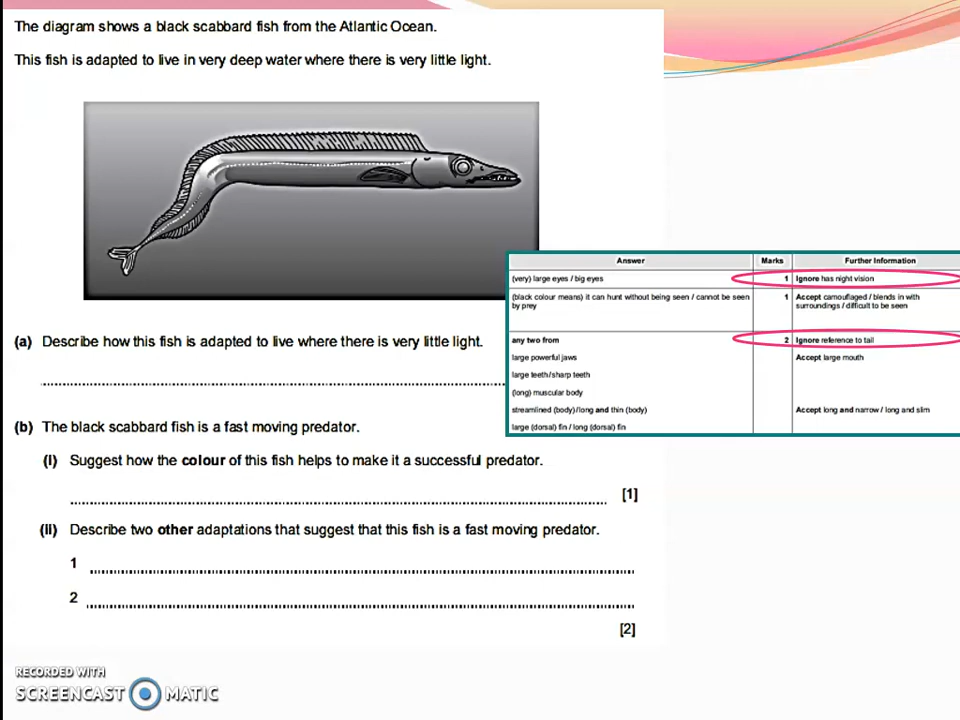 The diagram shows a black scabbard fish from the Atlantic Ocean.
This fish is adapted to live in very deep water where there is very little light.
Answer Marks Further Information
(very) large eyes / big eyes 1 Ignore has night vision
(black colour means) it can hunt without being seen / cannot be seen 1 Accept camouflaged / blends in with
by prey surroundings / difficult to be seen
any two from 2 Ignore reference to tail
large powerful jaws Accept large mouth
large teeth/sharp teeth
(long) muscular body
streamlined (body)/long and thin (body) Accept long and narrow / long and slim
large (dorsal) fin / long (dorsal) fin
(a) Describe how this fish is adapted to live where there is very little light.
(b) The black scabbard fish is a fast moving predator.
(i) Suggest how the colour of this fish helps to make it a successful predator.
[1]
(ii) Describe two other adaptations that suggest that this fish is a fast moving predator.
1
2
[2]
RECORDED WITH
SCREENCAST MATIC